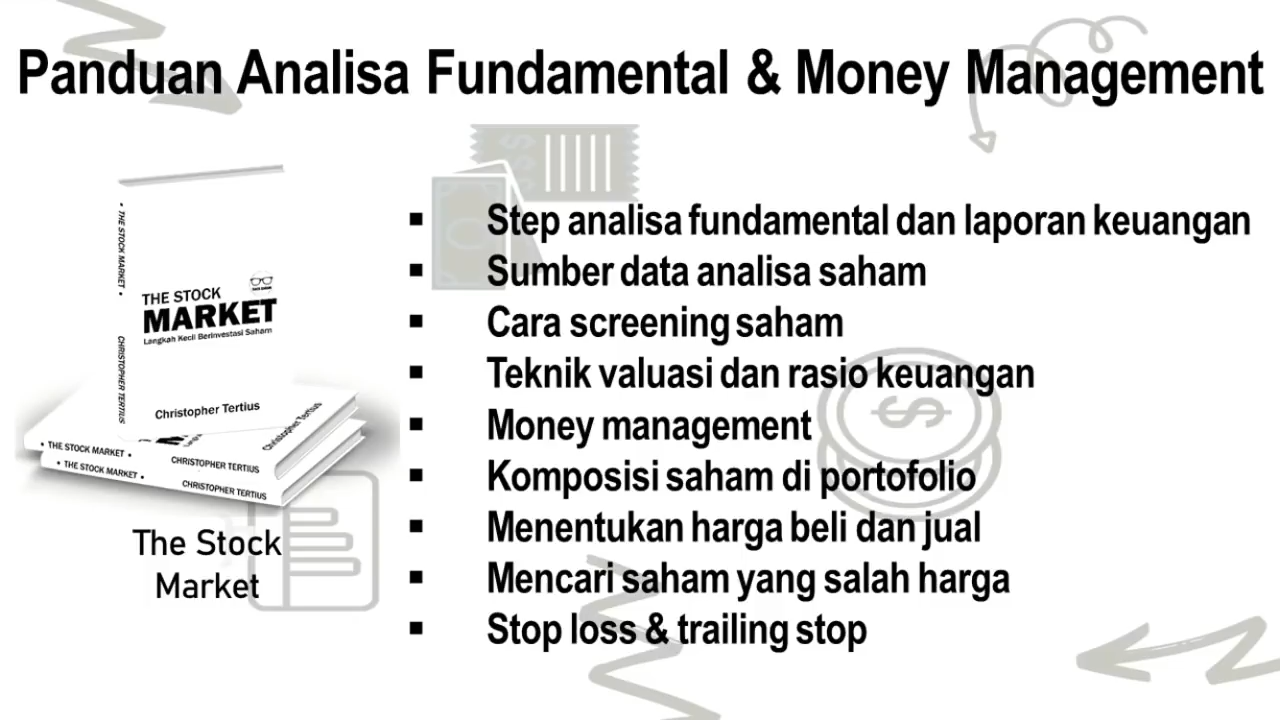 Panduan Analisa Fundamental & Money Management
• THE STOCK MARKET •
CHRISTOPHER TERTIUS
THE STOCK
MARKET
Langkah Kecil Berinvestasi Saham
Christopher Tertius
Christopher Tertius
• THE STOCK MARKET •
CHRISTOPHER TERTIUS
• THE STOCK MARKET •
CHRISTOPHER TERTIUS
The Stock
Market
▪ Step analisa fundamental dan laporan keuangan
▪ Sumber data analisa saham
▪ Cara screening saham
▪ Teknik valuasi dan rasio keuangan
▪ Money management
▪ Komposisi saham di portofolio
▪ Menentukan harga beli dan jual
▪ Mencari saham yang salah harga
▪ Stop loss & trailing stop